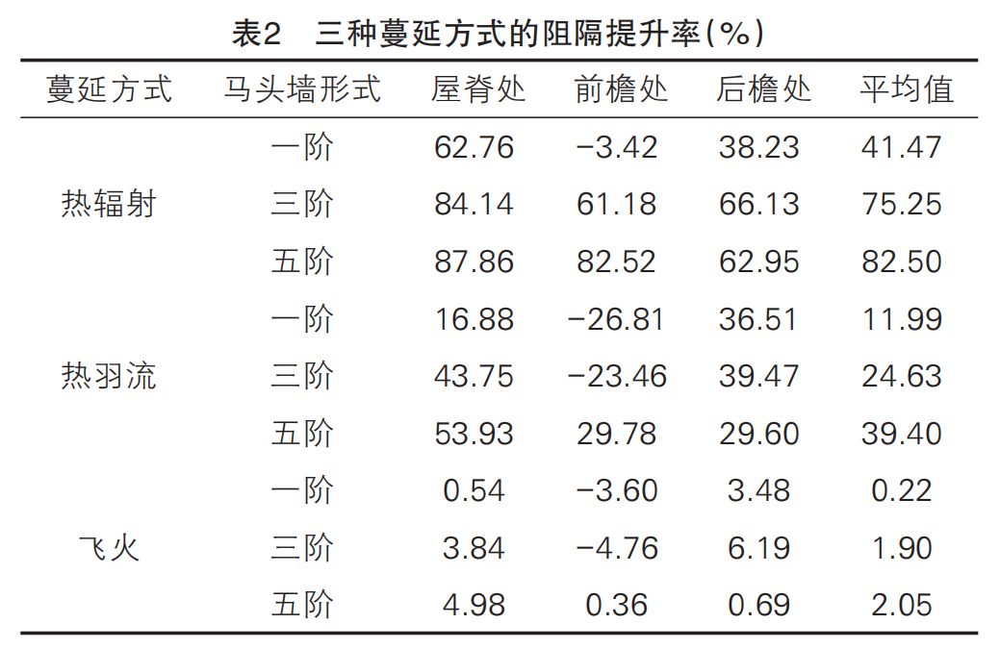 表2 三种蔓延方式的阻隔提升率(%)
蔓延方式 马头墙形式 屋脊处 前檐处 后檐处 平均值
一阶 62.76 −3.42 38.23 41.47
热辐射 三阶 84.14 61.18 66.13 75.25
五阶 87.86 82.52 62.95 82.50
一阶 16.88 −26.81 36.51 11.99
热羽流 三阶 43.75 −23.46 39.47 24.63
五阶 53.93 29.78 29.60 39.40
一阶 0.54 −3.60 3.48 0.22
飞火 三阶 3.84 −4.76 6.19 1.90
五阶 4.98 0.36 0.69 2.05